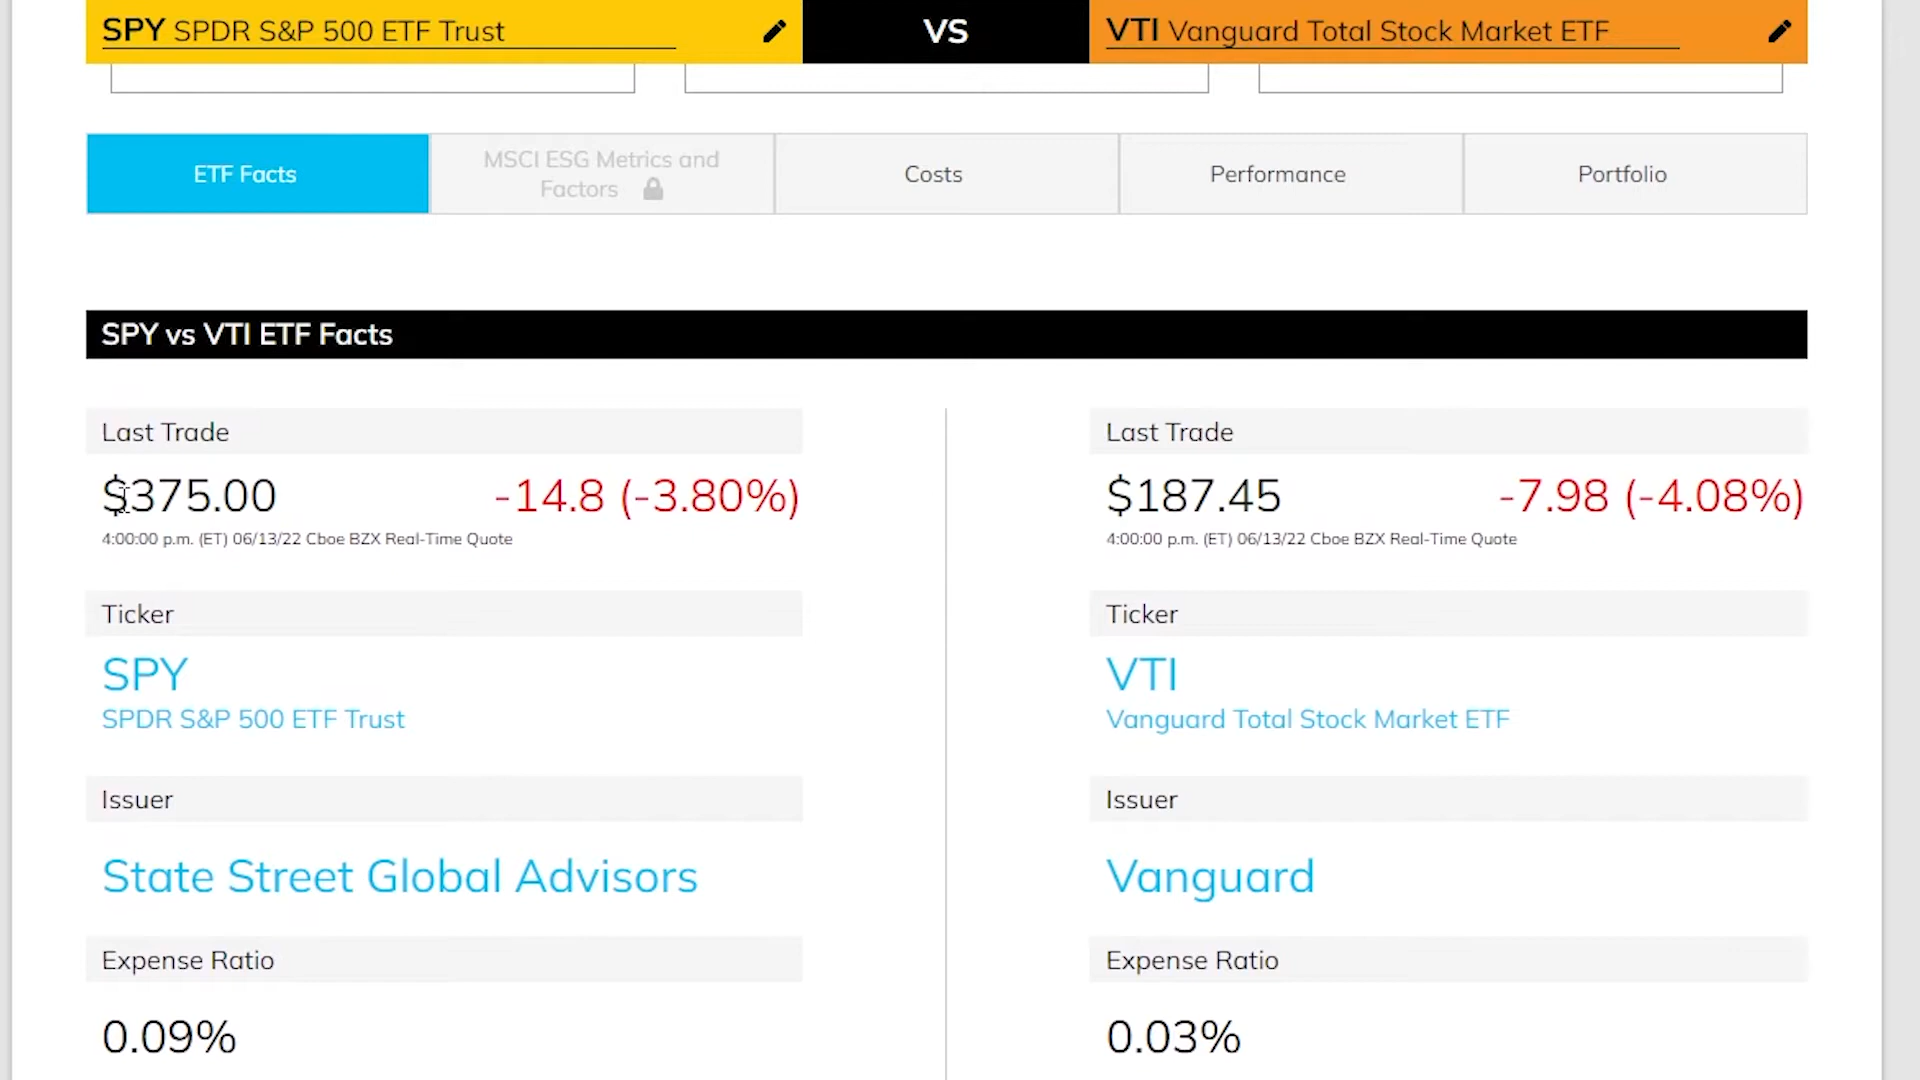 SPY SPDR S&P 500 ETF Trust
VS
VTI Vanguard Total Stock Market ETF
ETF Facts
MSCI ESG Metrics and
Factors
Costs
Performance
Portfolio
SPY vs VTI ETF Facts
Last Trade
$375.00 -14.8 (-3.80%)
4:00:00 p.m. (ET) 06/13/22 Cboe BZX Real-Time Quote
Ticker
SPY
SPDR S&P 500 ETF Trust
Issuer
State Street Global Advisors
Expense Ratio
0.09%
Last Trade
$187.45 -7.98 (-4.08%)
4:00:00 p.m. (ET) 06/13/22 Cboe BZX Real-Time Quote
Ticker
VTI
Vanguard Total Stock Market ETF
Issuer
Vanguard
Expense Ratio
0.03%